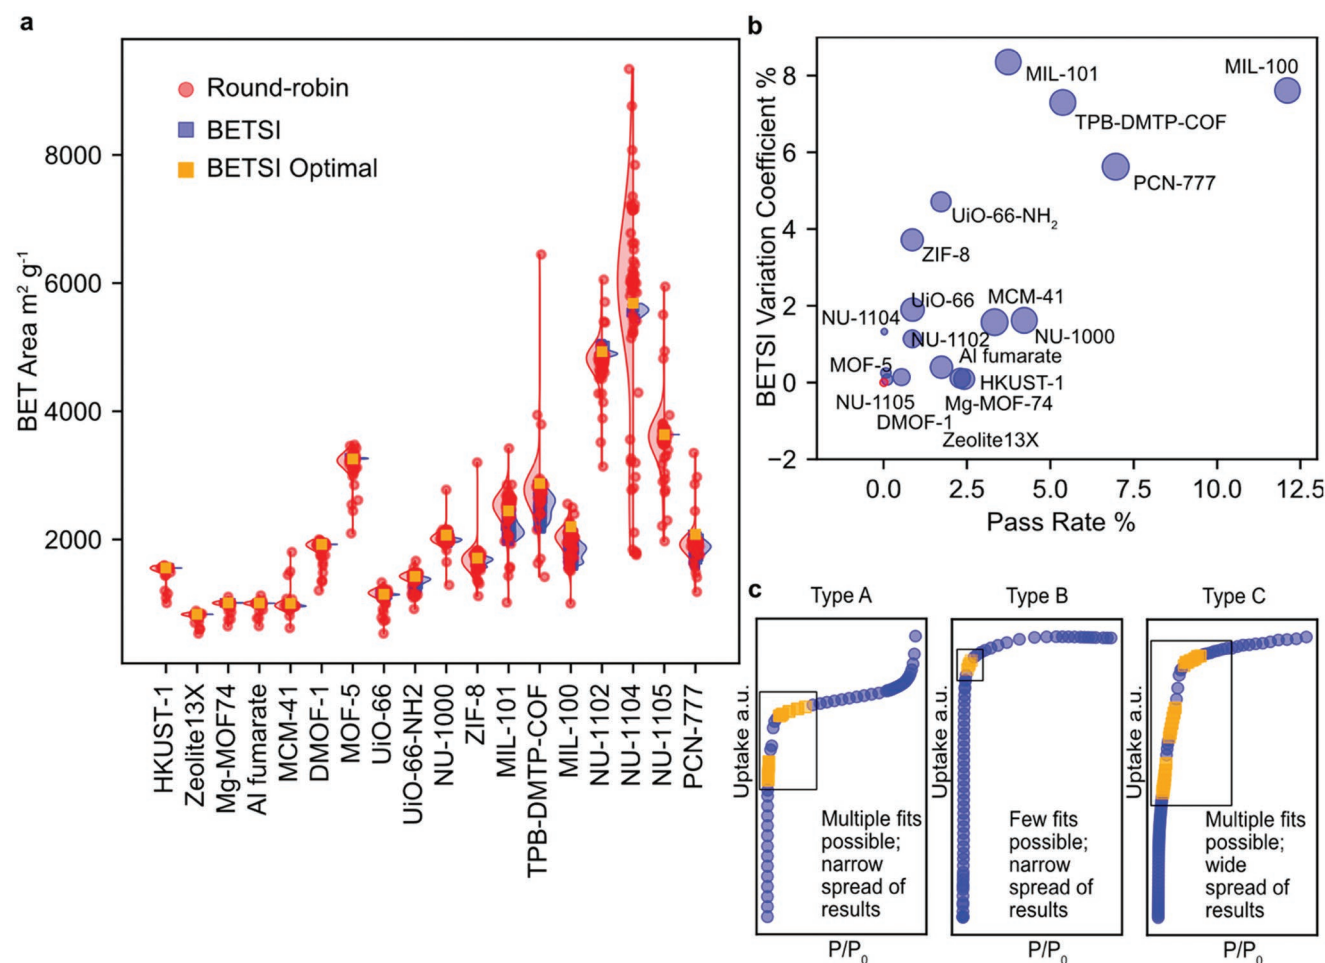 a
Round-robin
BETSI
BETSI Optimal
BET Area m² g⁻¹
8000
6000
4000
2000
HKUST-1
Zeolite13X
Mg-MOF74
Al fumarate
MCM-41
DMOF-1
MOF-5
UiO-66
UiO-66-NH2
NU-1000
ZIF-8
MIL-101
TPB-DMTP-COF
MIL-100
NU-1102
NU-1104
NU-1105
PCN-777
b
BETSI Variation Coefficient %
8
6
4
2
0
−2
MIL-101
MIL-100
TPB-DMTP-COF
PCN-777
UiO-66-NH₂
ZIF-8
UiO-66
MCM-41
NU-1104
NU-1102
NU-1000
Al fumarate
MOF-5
HKUST-1
NU-1105
Mg-MOF-74
DMOF-1
Zeolite13X
0.0 2.5 5.0 7.5 10.0 12.5
Pass Rate %
c
Type A
Uptake a.u.
Multiple fits
possible;
narrow
spread of
results
Type B
Uptake a.u.
Few fits
possible;
narrow
spread of
results
P/P₀
Type C
Uptake a.u.
Multiple fits
possible;
wide
spread of
results
P/P₀
P/P₀